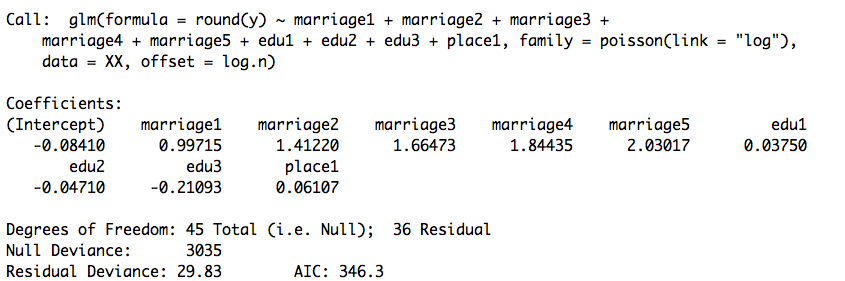 Call:  glm(formula = round(y) ~ marriage1 + marriage2 + marriage3 +
    marriage4 + marriage5 + edu1 + edu2 + edu3 + place1, family = poisson(link = "log"),
    data = XX, offset = log.n)
Coefficients:
(Intercept)    marriage1    marriage2    marriage3    marriage4    marriage5         edu1
   -0.08410      0.99715      1.41220      1.66473      1.84435      2.03017      0.03750
       edu2         edu3       place1
   -0.04710     -0.21093      0.06107
Degrees of Freedom: 45 Total (i.e. Null);  36 Residual
Null Deviance:      3035
Residual Deviance: 29.83        AIC: 346.3